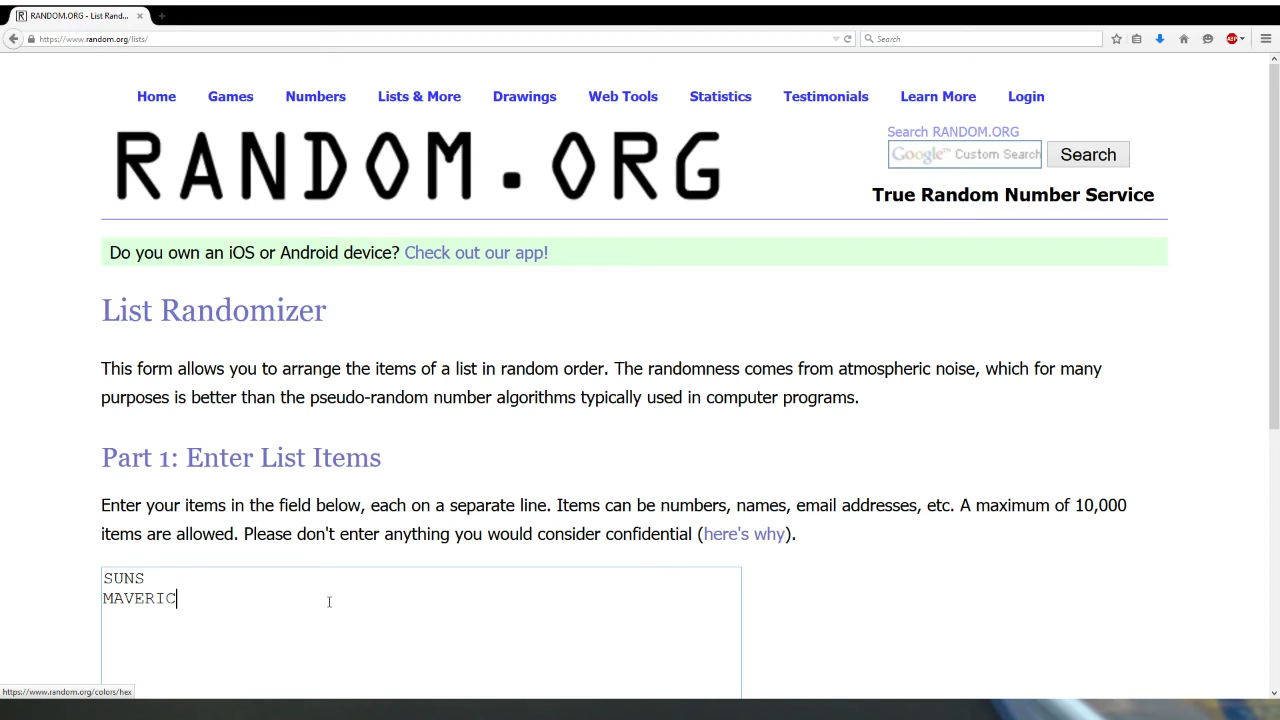 RANDOM.ORG - List Rand...
https://www.random.org/lists/
Search
ABP
Home Games Numbers Lists & More Drawings Web Tools Statistics Testimonials Learn More Login
RANDOM.ORG
Search RANDOM.ORG
Google™ Custom Search
Search
True Random Number Service
Do you own an iOS or Android device? Check out our app!
List Randomizer
This form allows you to arrange the items of a list in random order. The randomness comes from atmospheric noise, which for many
purposes is better than the pseudo-random number algorithms typically used in computer programs.
Part 1: Enter List Items
Enter your items in the field below, each on a separate line. Items can be numbers, names, email addresses, etc. A maximum of 10,000
items are allowed. Please don't enter anything you would consider confidential (here's why).
SUNS
MAVERIC
https://www.random.org/colors/hex